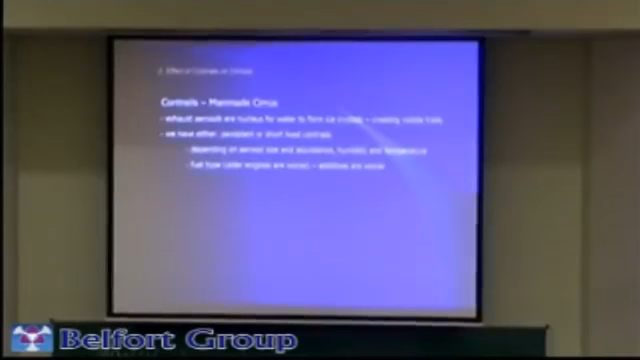 2. Effect of Contrails on Climate
Contrails – Manmade Cirrus
- exhaust aerosols are nucleus for water to form ice crystals – creating visible trails
- we have either persistent or short lived contrails
- depending on aerosol size and abundance, humidity and temperature
- fuel type (older engines are worse) – additives are worse
Belfort Group